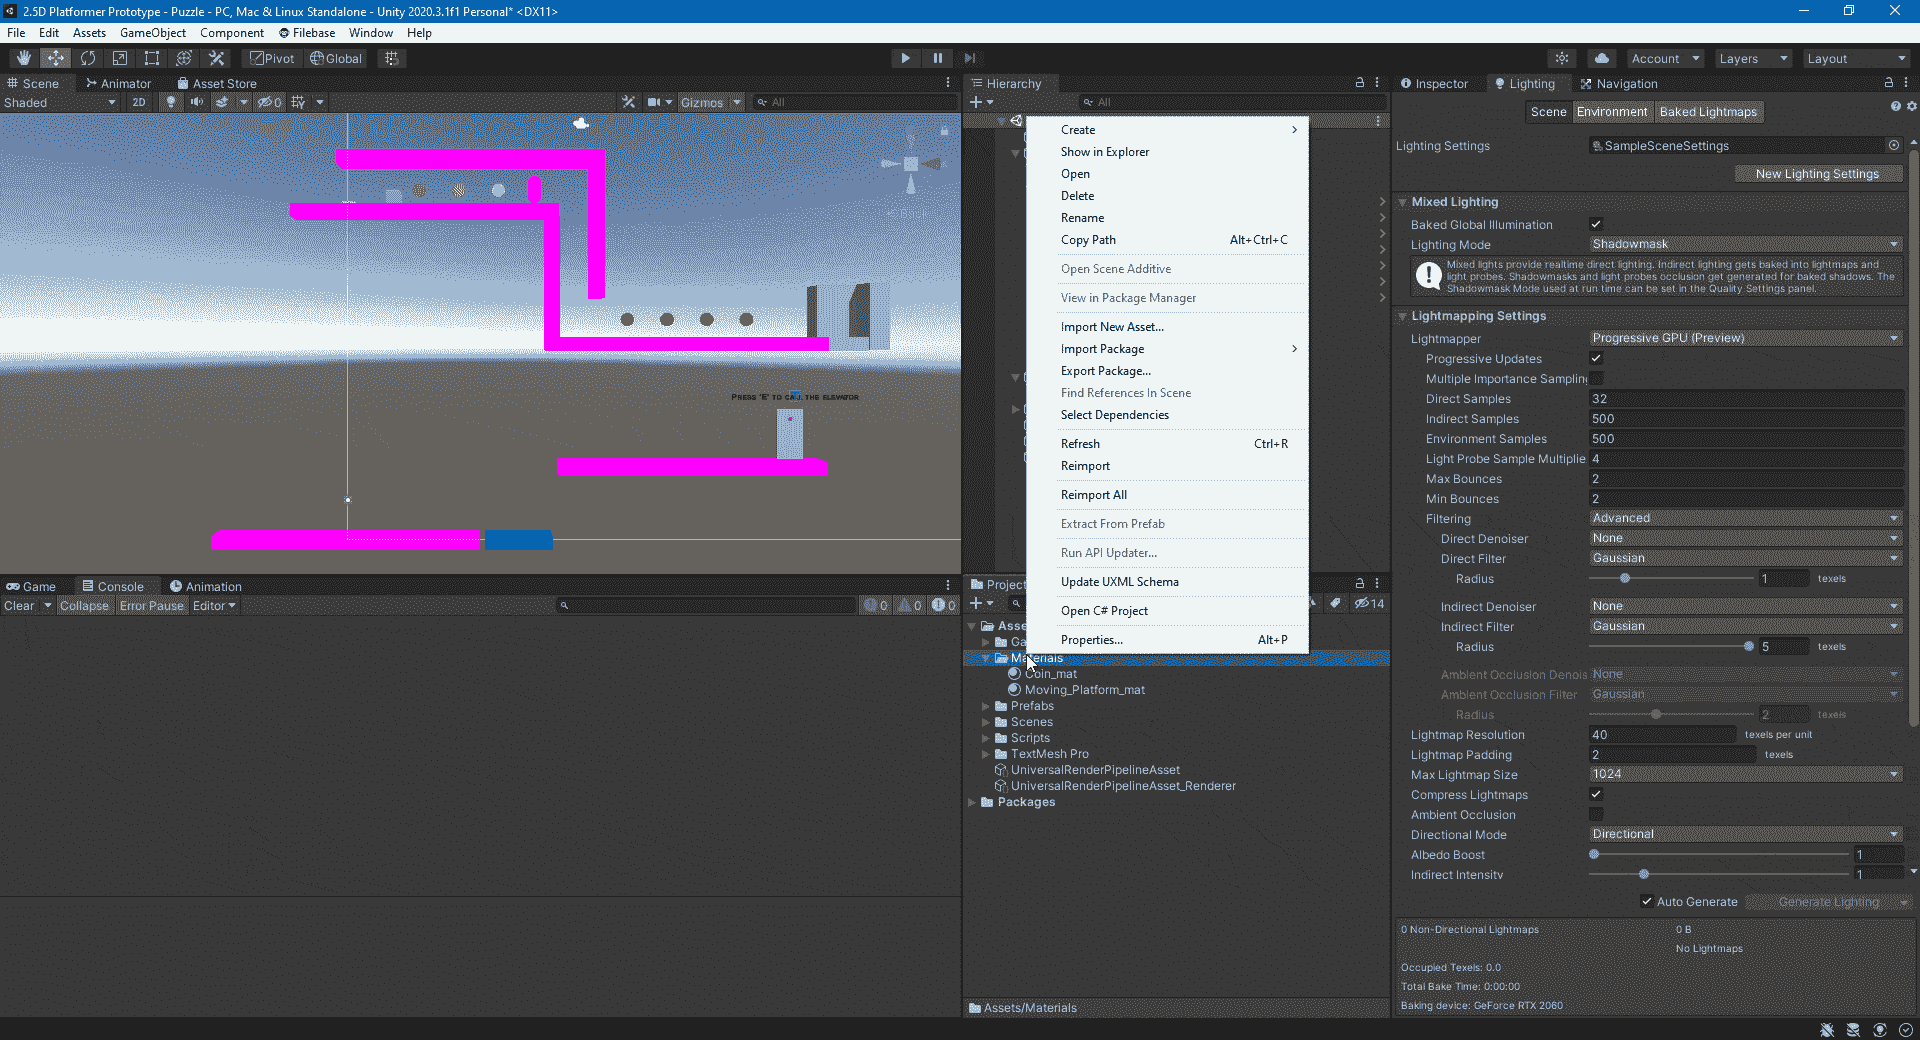 2.5D Platformer Prototype - Puzzle - PC, Mac & Linux Standalone - Unity 2020.3.1f1 Personal* <DX11>
File Edit Assets GameObject Component Filebase Window Help
Pivot Global Account Layers Layout
Scene Animator Asset Store
Shaded 2D 0 Gizmos All
PRESS 'E' TO CALL THE ELEVATOR
Game Console Animation
Clear Collapse Error Pause Editor 0 0 0
Hierarchy
All
Create
Show in Explorer
Open
Delete
Rename
Copy Path Alt+Ctrl+C
Open Scene Additive
View in Package Manager
Import New Asset...
Import Package
Export Package...
Find References In Scene
Select Dependencies
Refresh Ctrl+R
Reimport
Reimport All
Extract From Prefab
Run API Updater...
Update UXML Schema
Open C# Project
Properties... Alt+P
Project
14
Asse
Ga
Materials
Coin_mat
Moving_Platform_mat
Prefabs
Scenes
Scripts
TextMesh Pro
UniversalRenderPipelineAsset
UniversalRenderPipelineAsset_Renderer
Packages
Assets/Materials
Inspector Lighting Navigation
Scene Environment Baked Lightmaps
Lighting Settings SampleSceneSettings
New Lighting Settings
Mixed Lighting
Baked Global Illumination
Lighting Mode Shadowmask
Mixed lights provide realtime direct lighting. Indirect lighting gets baked into lightmaps and
light probes. Shadowmasks and light probes occlusion get generated for baked shadows. The
Shadowmask Mode used at run time can be set in the Quality Settings panel.
Lightmapping Settings
Lightmapper Progressive GPU (Preview)
Progressive Updates
Multiple Importance Sampling
Direct Samples 32
Indirect Samples 500
Environment Samples 500
Light Probe Sample Multiplie 4
Max Bounces 2
Min Bounces 2
Filtering Advanced
Direct Denoiser None
Direct Filter Gaussian
Radius 1 texels
Indirect Denoiser None
Indirect Filter Gaussian
Radius 5 texels
Ambient Occlusion Denois None
Ambient Occlusion Filter Gaussian
Radius 2 texels
Lightmap Resolution 40 texels per unit
Lightmap Padding 2 texels
Max Lightmap Size 1024
Compress Lightmaps
Ambient Occlusion
Directional Mode Directional
Albedo Boost 1
Indirect Intensity 1
Auto Generate Generate Lighting
0 Non-Directional Lightmaps 0 B
No Lightmaps
Occupied Texels: 0.0
Total Bake Time: 0:00:00
Baking device: GeForce RTX 2060